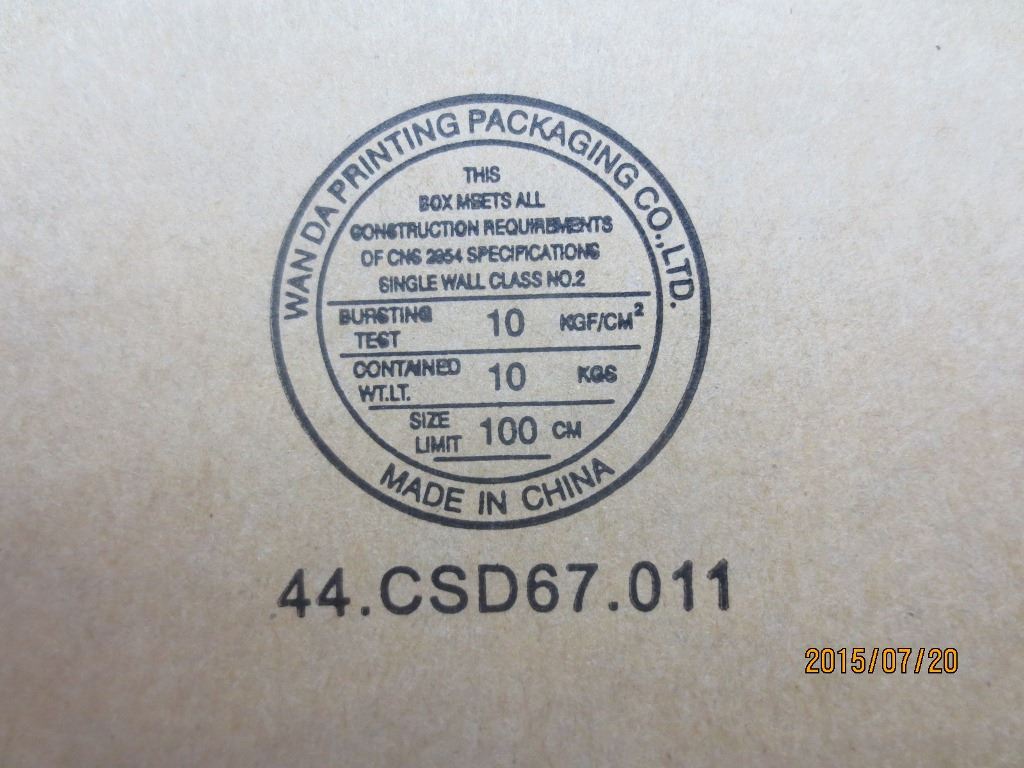 WAN DA PRINTING PACKAGING CO.,LTD.
THIS
BOX MEETS ALL
CONSTRUCTION REQUIREMENTS
OF CNS 2954 SPECIFICATIONS
SINGLE WALL CLASS NO.2
BURSTING TEST 10 KGF/CM²
CONTAINED WT.LT. 10 KGS
SIZE LIMIT 100 CM
MADE IN CHINA
44.CSD67.011
2015/07/20